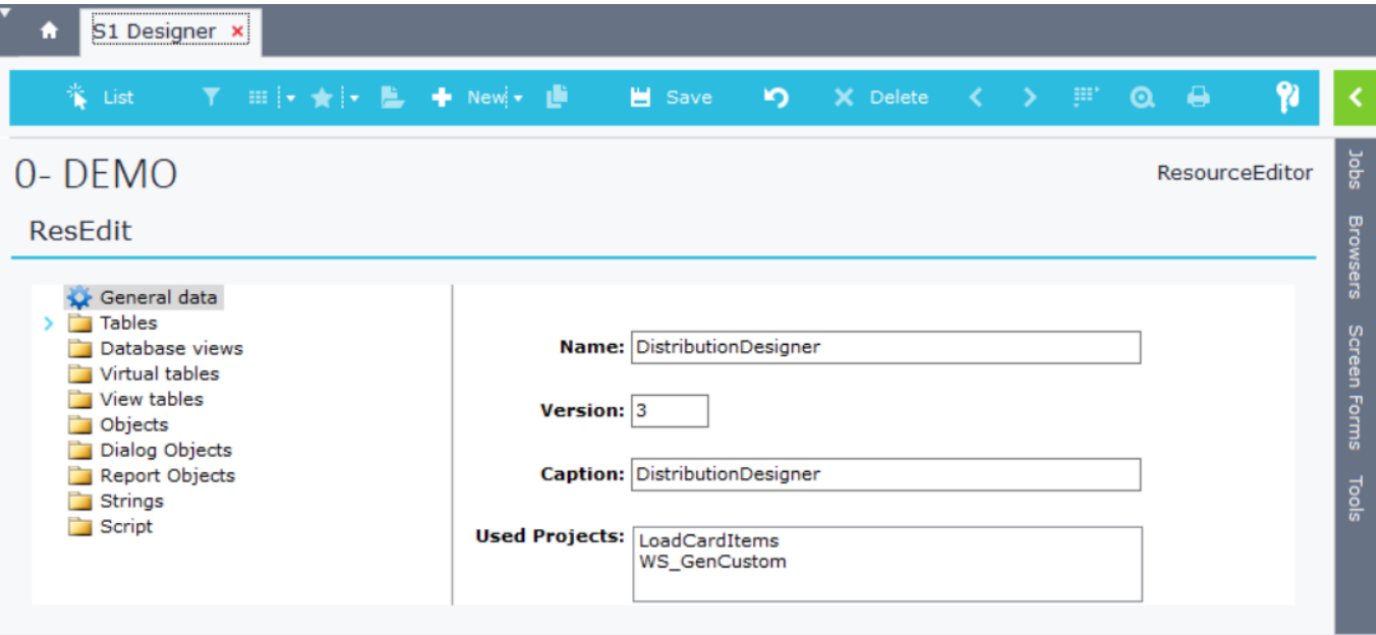 S1 Designer
List New Save Delete
0- DEMO
ResourceEditor
ResEdit
General data
Tables
Database views
Virtual tables
View tables
Objects
Dialog Objects
Report Objects
Strings
Script
Name: DistributionDesigner
Version: 3
Caption: DistributionDesigner
Used Projects: LoadCardItems
WS_GenCustom
Jobs
Browsers
Screen Forms
Tools